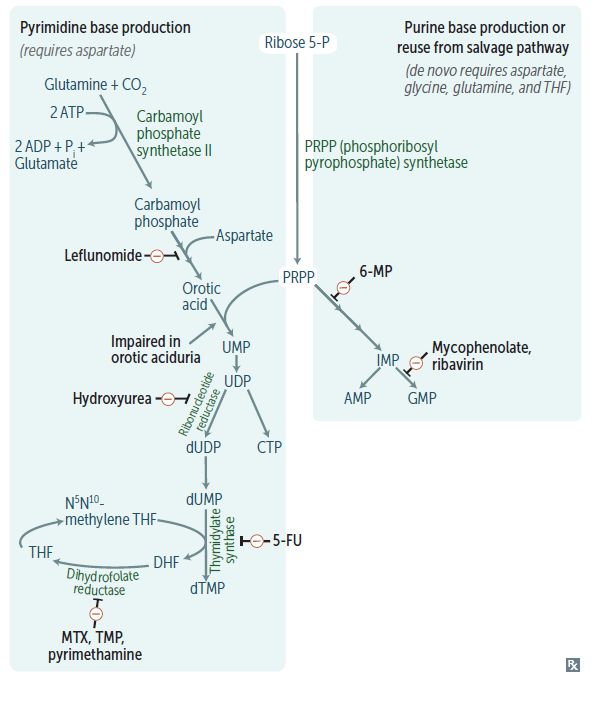 Pyrimidine base production
(requires aspartate)
Ribose 5-P
Purine base production or
reuse from salvage pathway
(de novo requires aspartate,
glycine, glutamine, and THF)
Glutamine + CO₂
2 ATP
Carbamoyl
phosphate
synthetase II
2 ADP + Pᵢ +
Glutamate
PRPP (phosphoribosyl
pyrophosphate) synthetase
Carbamoyl
phosphate
Aspartate
Leflunomide
Orotic
acid
PRPP
6-MP
Impaired in
orotic aciduria
UMP
IMP
Mycophenolate,
ribavirin
AMP
GMP
UDP
Hydroxyurea
Ribonucleotide
reductase
dUDP
CTP
dUMP
N⁵N¹⁰-
methylene THF
Thymidylate
synthase
5-FU
THF
DHF
Dihydrofolate
reductase
dTMP
MTX, TMP,
pyrimethamine
Rx